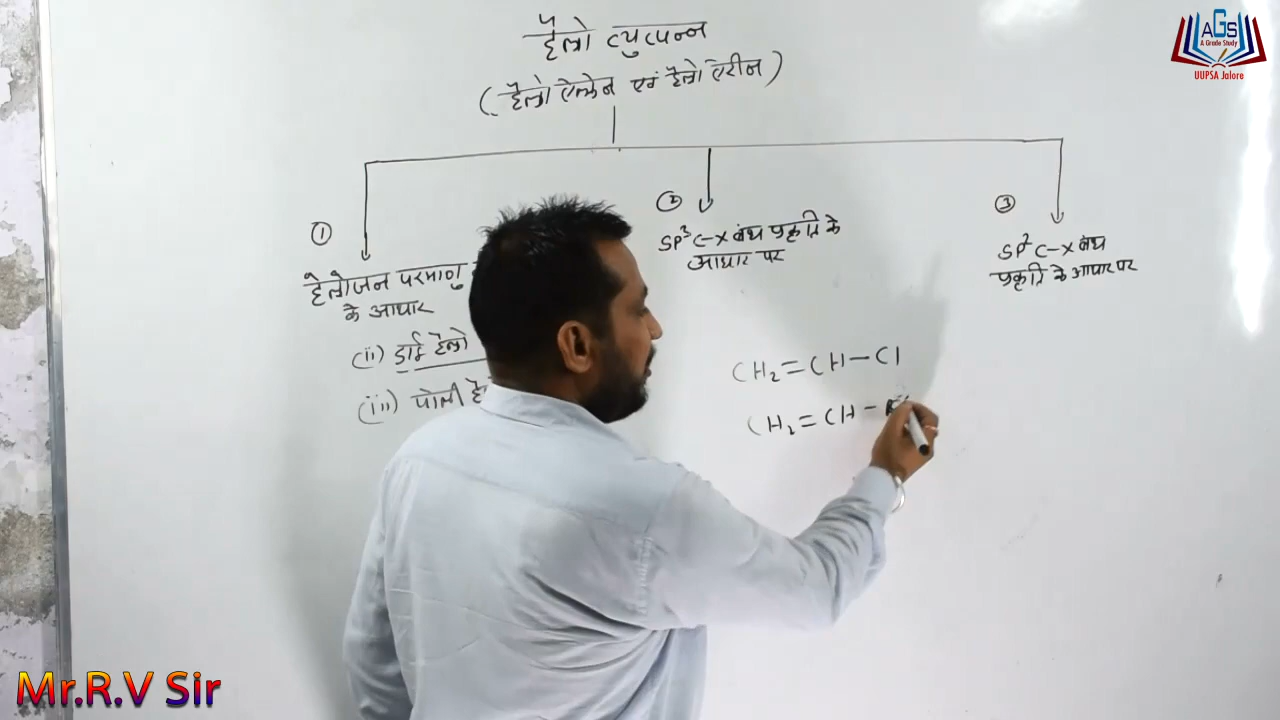 हैलो व्युत्पन्न
(हैलो ऐल्केन एवं हैलो ऐरीन)
①
हैलोजन परमाणु
के आधार
(ii) डाई हैलो
(iii) पोली
②
SP³ C-X बंध प्रकृति के
आधार पर
CH₂=CH-Cl
CH₂=CH-
③
SP² C-X बंध
प्रकृति के आधार पर
AGS
A Grade Study
UUPSA Jalore
Mr.R.V Sir